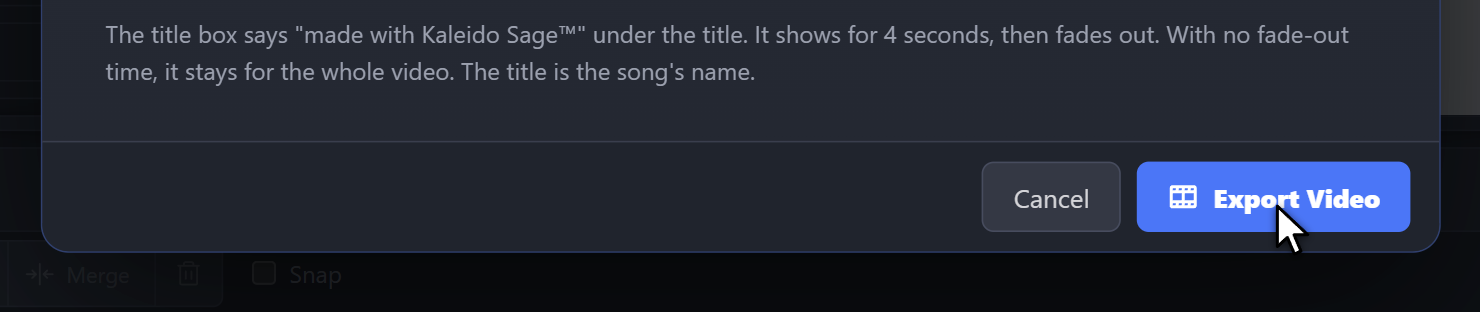 The title box says "made with Kaleido Sage™" under the title. It shows for 4 seconds, then fades out. With no fade-out
time, it stays for the whole video. The title is the song's name.
Cancel
Export Video
Merge
Snap